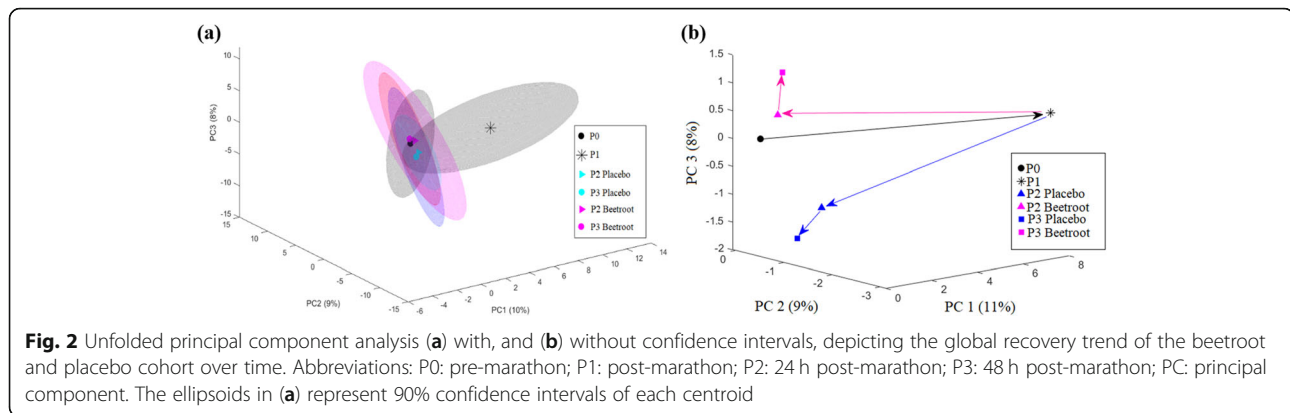 (a)
10
5
0
-5
-10
-15
PC3 (8%)
15
10
5
0
-5
-10
-15
PC2 (9%)
-6
-4
-2
0
2
4
6
8
10
12
14
PC1 (10%)
P0
P1
P2 Placebo
P3 Placebo
P2 Beetroot
P3 Beetroot
(b)
1.5
1
0.5
0
-0.5
-1
-1.5
-2
PC 3 (8%)
0
-1
-2
-3
PC 2 (9%)
0
2
4
6
8
PC 1 (11%)
P0
P1
P2 Placebo
P2 Beetroot
P3 Placebo
P3 Beetroot
Fig. 2 Unfolded principal component analysis (a) with, and (b) without confidence intervals, depicting the global recovery trend of the beetroot
and placebo cohort over time. Abbreviations: P0: pre-marathon; P1: post-marathon; P2: 24 h post-marathon; P3: 48 h post-marathon; PC: principal
component. The ellipsoids in (a) represent 90% confidence intervals of each centroid